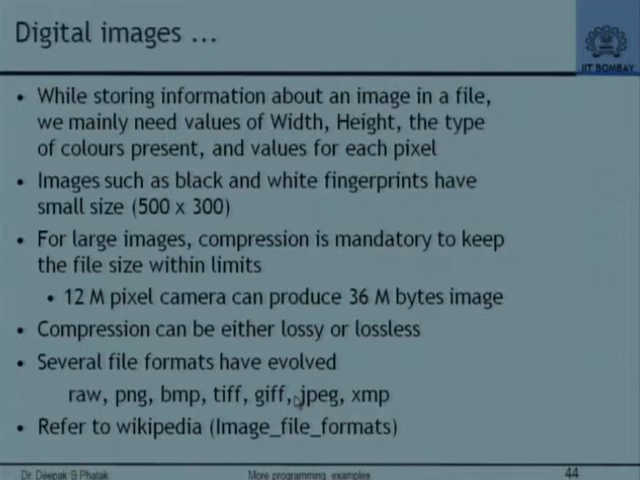 Digital images ...
IIT BOMBAY
• While storing information about an image in a file,
we mainly need values of Width, Height, the type
of colours present, and values for each pixel
• Images such as black and white fingerprints have
small size (500 x 300)
• For large images, compression is mandatory to keep
the file size within limits
• 12 M pixel camera can produce 36 M bytes image
• Compression can be either lossy or lossless
• Several file formats have evolved
raw, png, bmp, tiff, giff, jpeg, xmp
• Refer to wikipedia (Image_file_formats)
Dr. Deepak B Phatak
More programming, examples
44